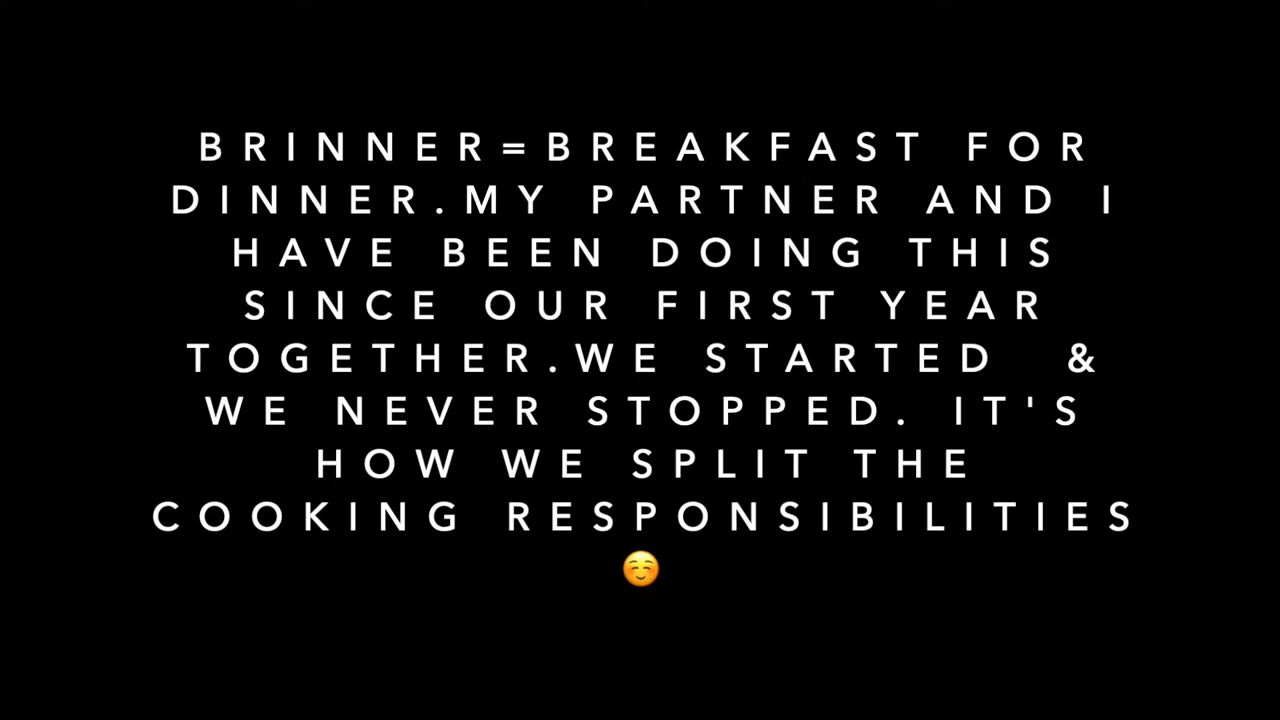 BRINNER=BREAKFAST FOR
DINNER.MY PARTNER AND I
HAVE BEEN DOING THIS
SINCE OUR FIRST YEAR
TOGETHER.WE STARTED  &
WE NEVER STOPPED. IT'S
HOW WE SPLIT THE
COOKING RESPONSIBILITIES
☺️